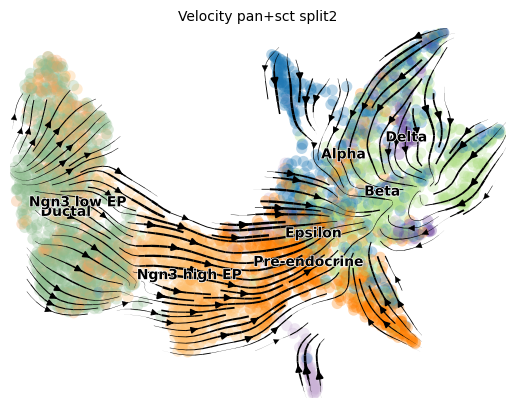 Velocity pan+sct split2
Delta
Alpha
Beta
Ngn3 low EP
Ductal
Epsilon
Pre-endocrine
Ngn3 high EP